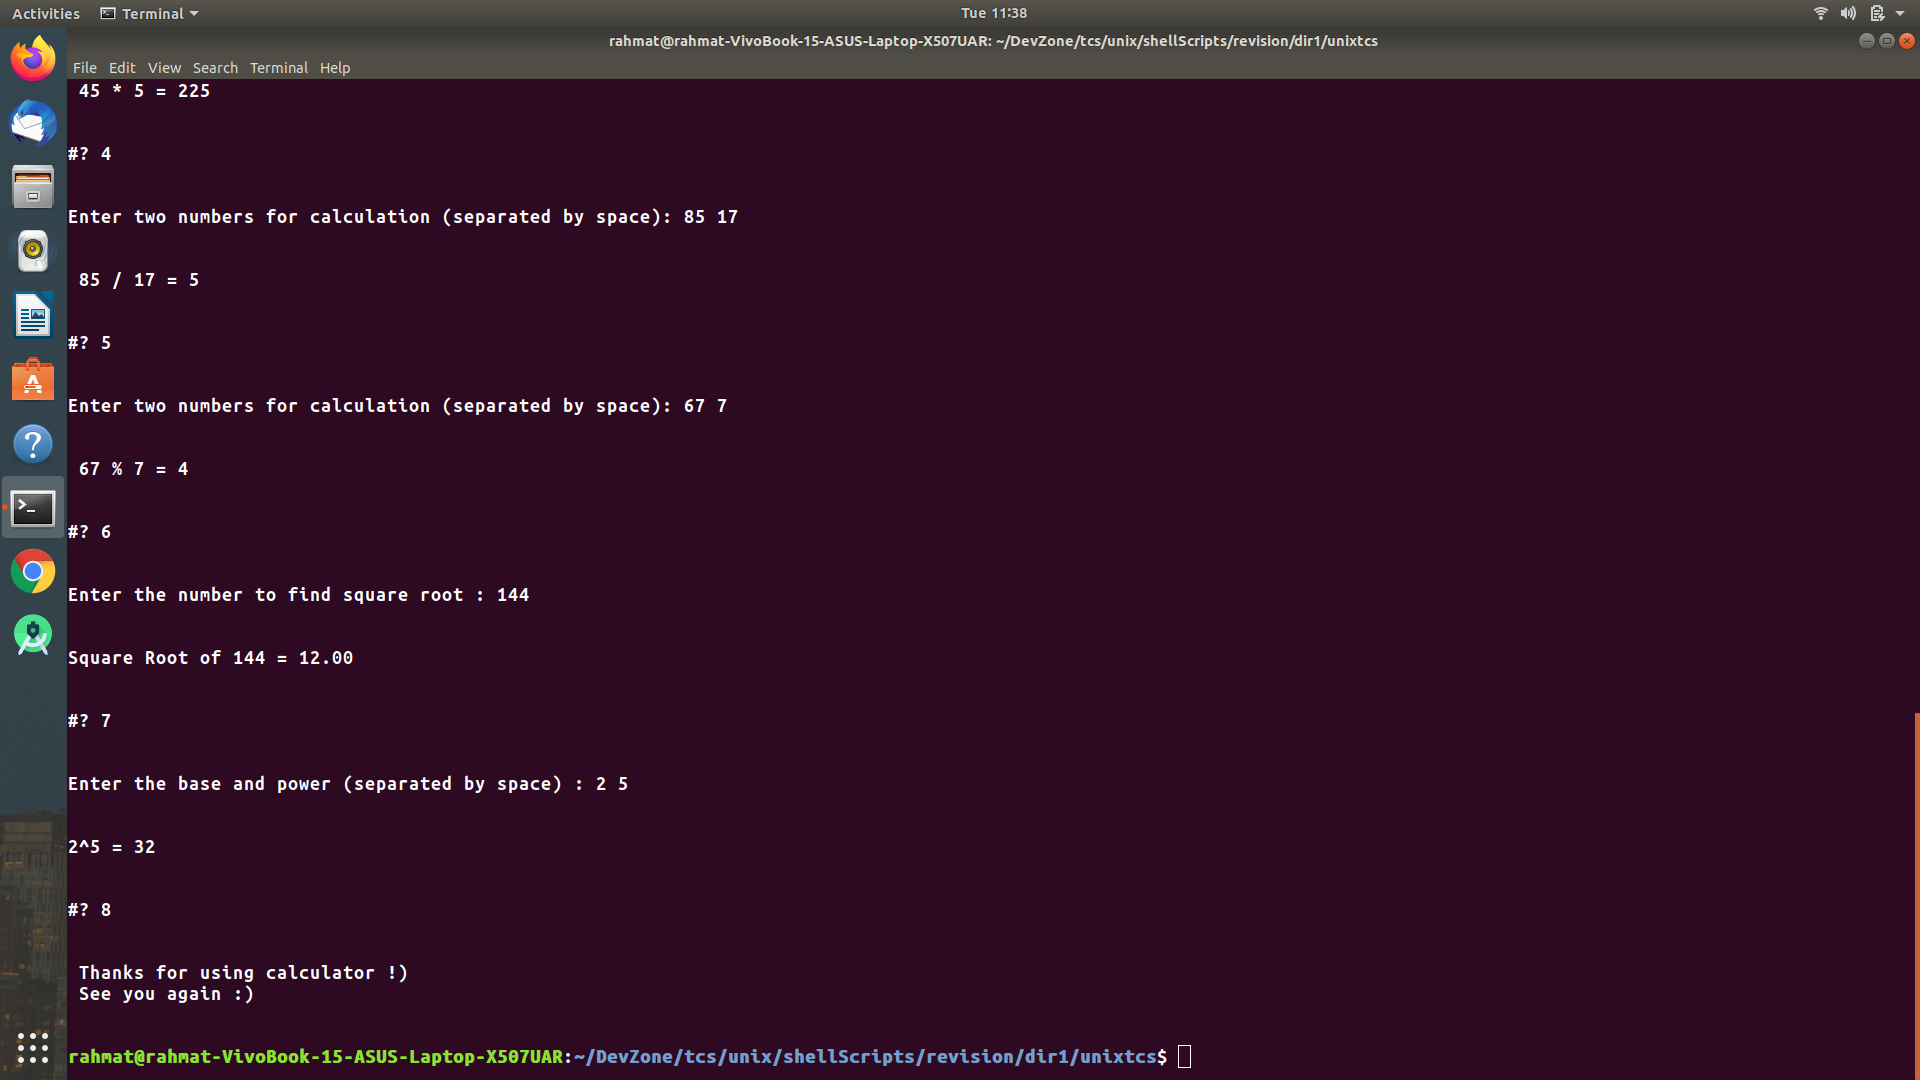 Activities Terminal Tue 11:38
rahmat@rahmat-VivoBook-15-ASUS-Laptop-X507UAR: ~/DevZone/tcs/unix/shellScripts/revision/dir1/unixtcs
File Edit View Search Terminal Help
45 * 5 = 225
#? 4
Enter two numbers for calculation (separated by space): 85 17
85 / 17 = 5
#? 5
Enter two numbers for calculation (separated by space): 67 7
67 % 7 = 4
#? 6
Enter the number to find square root : 144
Square Root of 144 = 12.00
#? 7
Enter the base and power (separated by space) : 2 5
2^5 = 32
#? 8
Thanks for using calculator !)
See you again :)
rahmat@rahmat-VivoBook-15-ASUS-Laptop-X507UAR:~/DevZone/tcs/unix/shellScripts/revision/dir1/unixtcs$